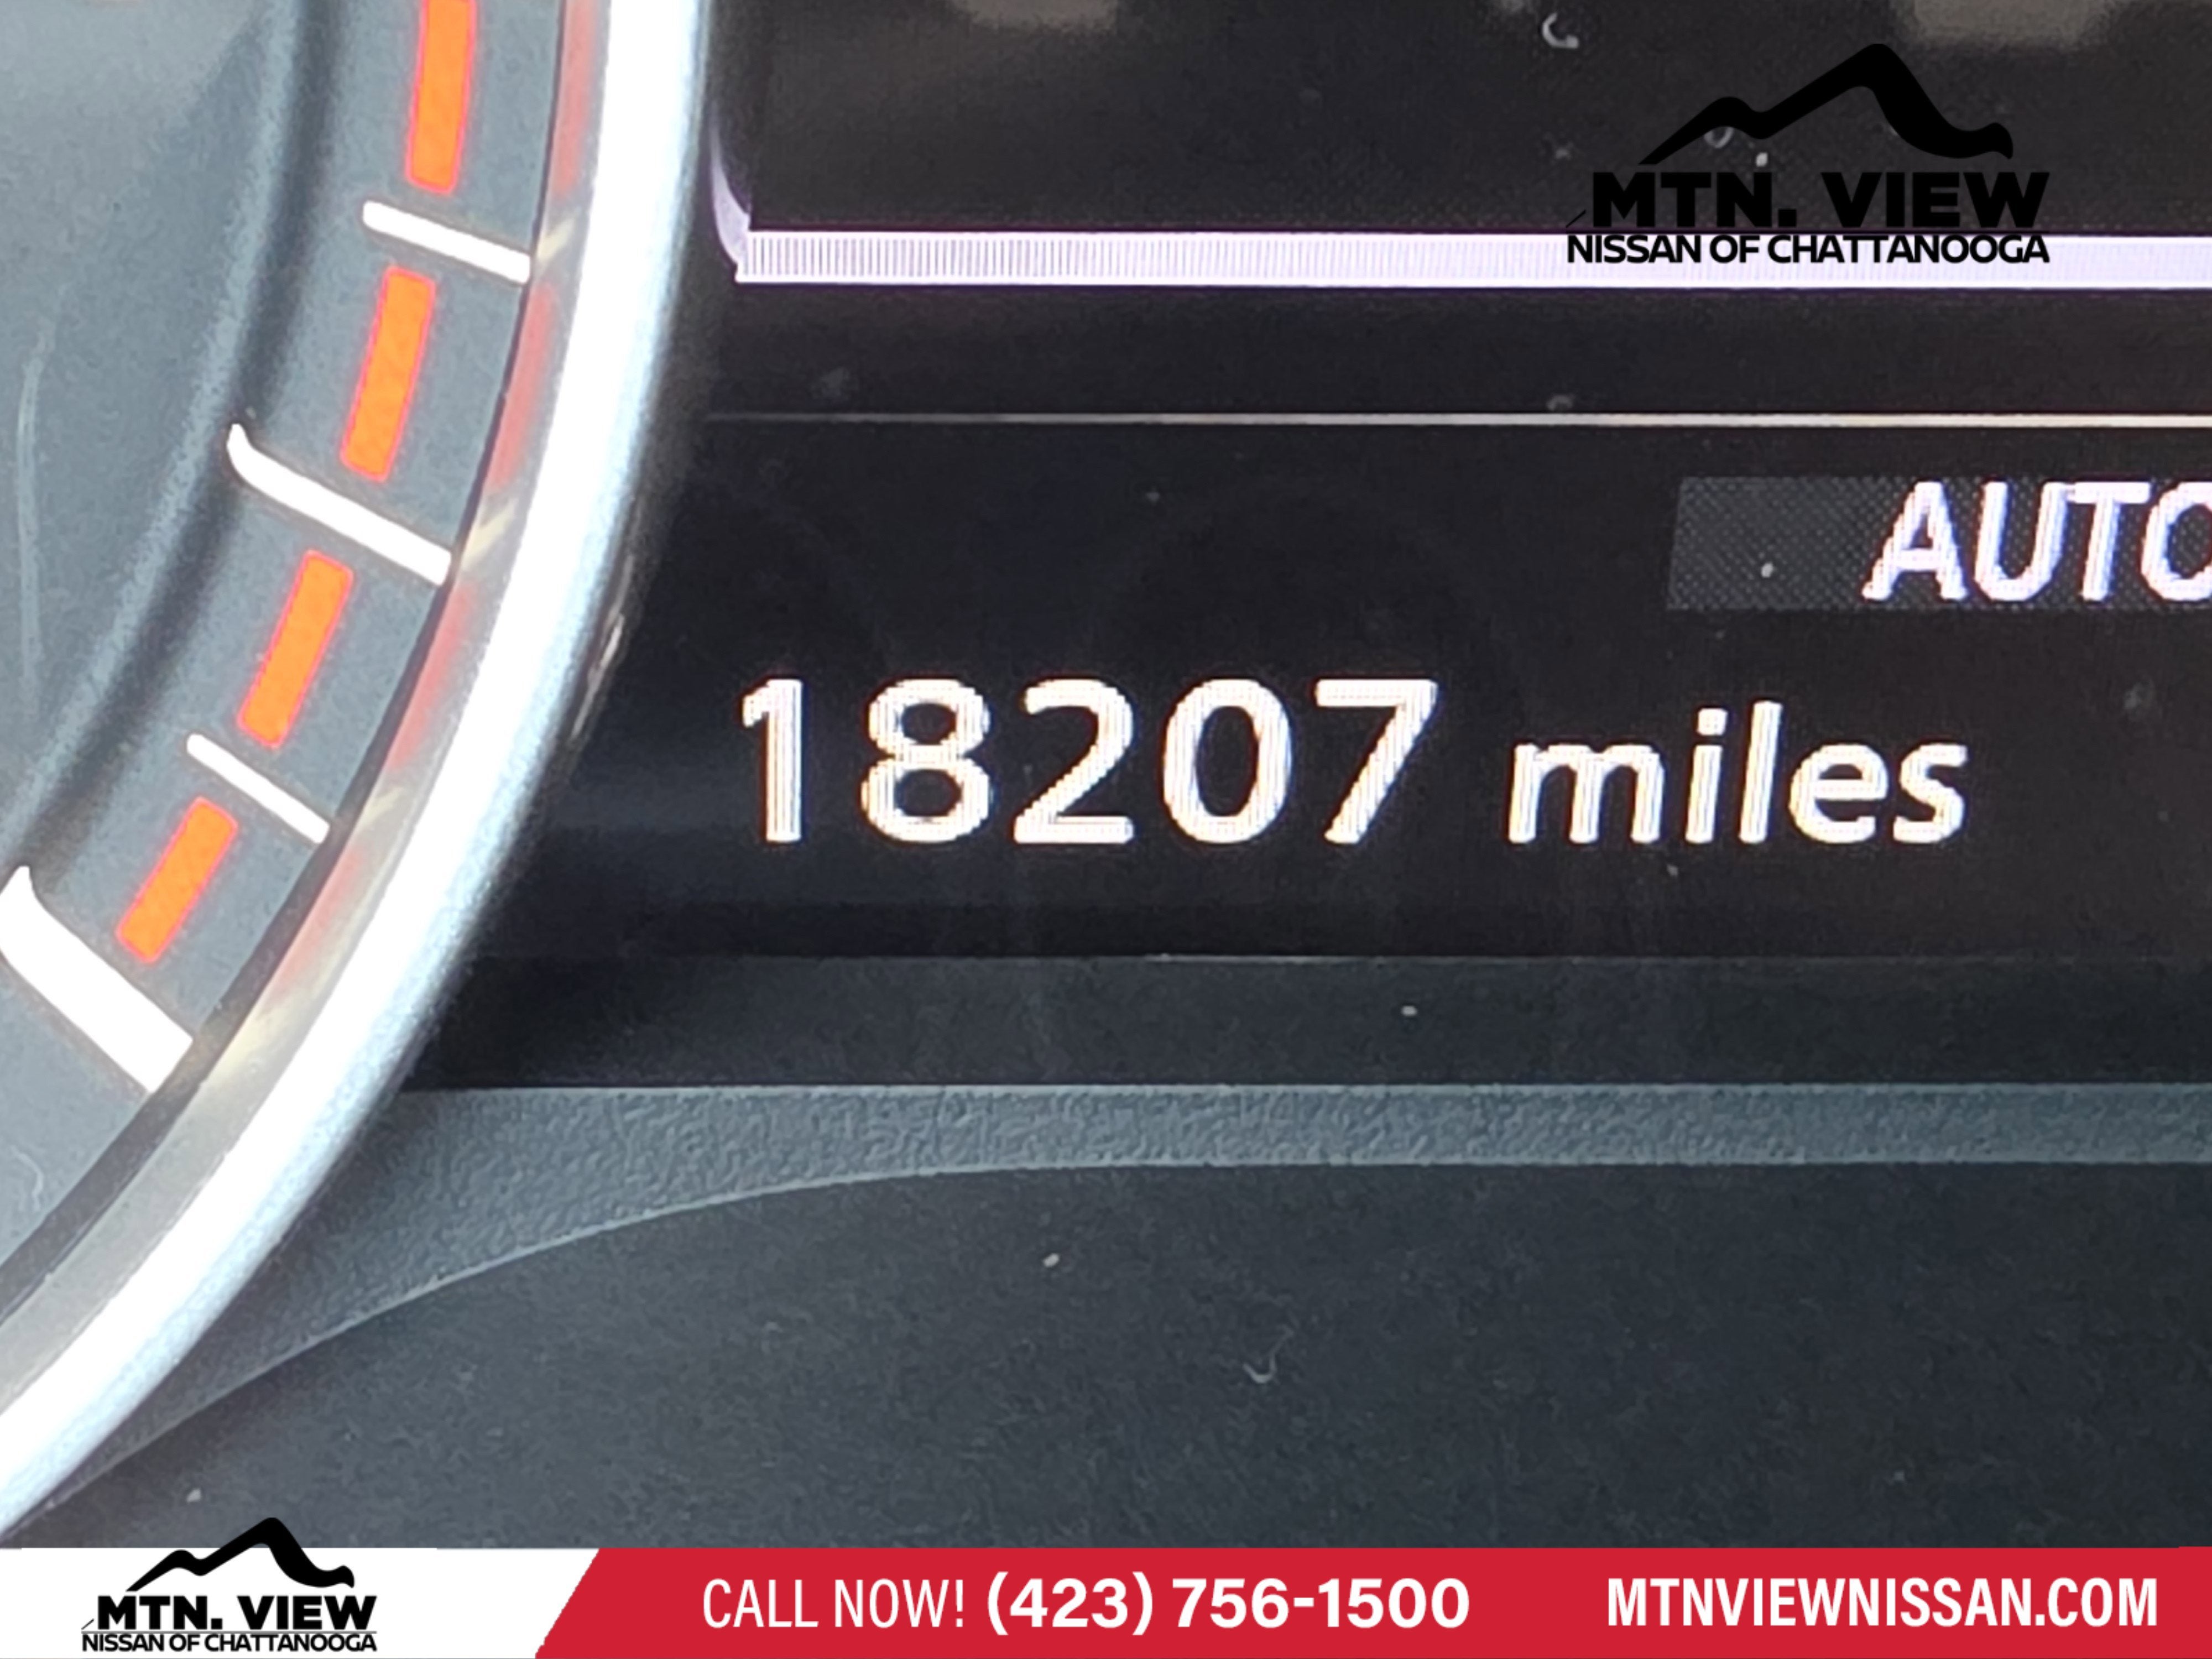 MTN. VIEW
NISSAN OF CHATTANOOGA
AUTO
18207 miles
MTN. VIEW
NISSAN OF CHATTANOOGA
CALL NOW! (423) 756-1500
MTNVIEWNISSAN.COM